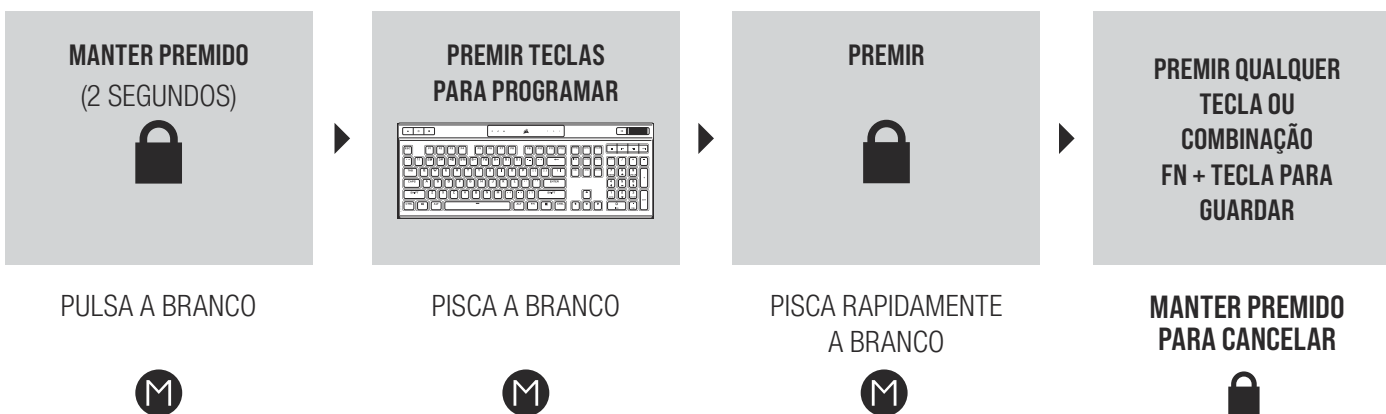 MANTER PREMIDO
(2 SEGUNDOS)
PREMIR TECLAS
PARA PROGRAMAR
PREMIR
PREMIR QUALQUER
TECLA OU
COMBINAÇÃO
FN + TECLA PARA
GUARDAR
PULSA A BRANCO
PISCA A BRANCO
PISCA RAPIDAMENTE
A BRANCO
MANTER PREMIDO
PARA CANCELAR
M
M
M